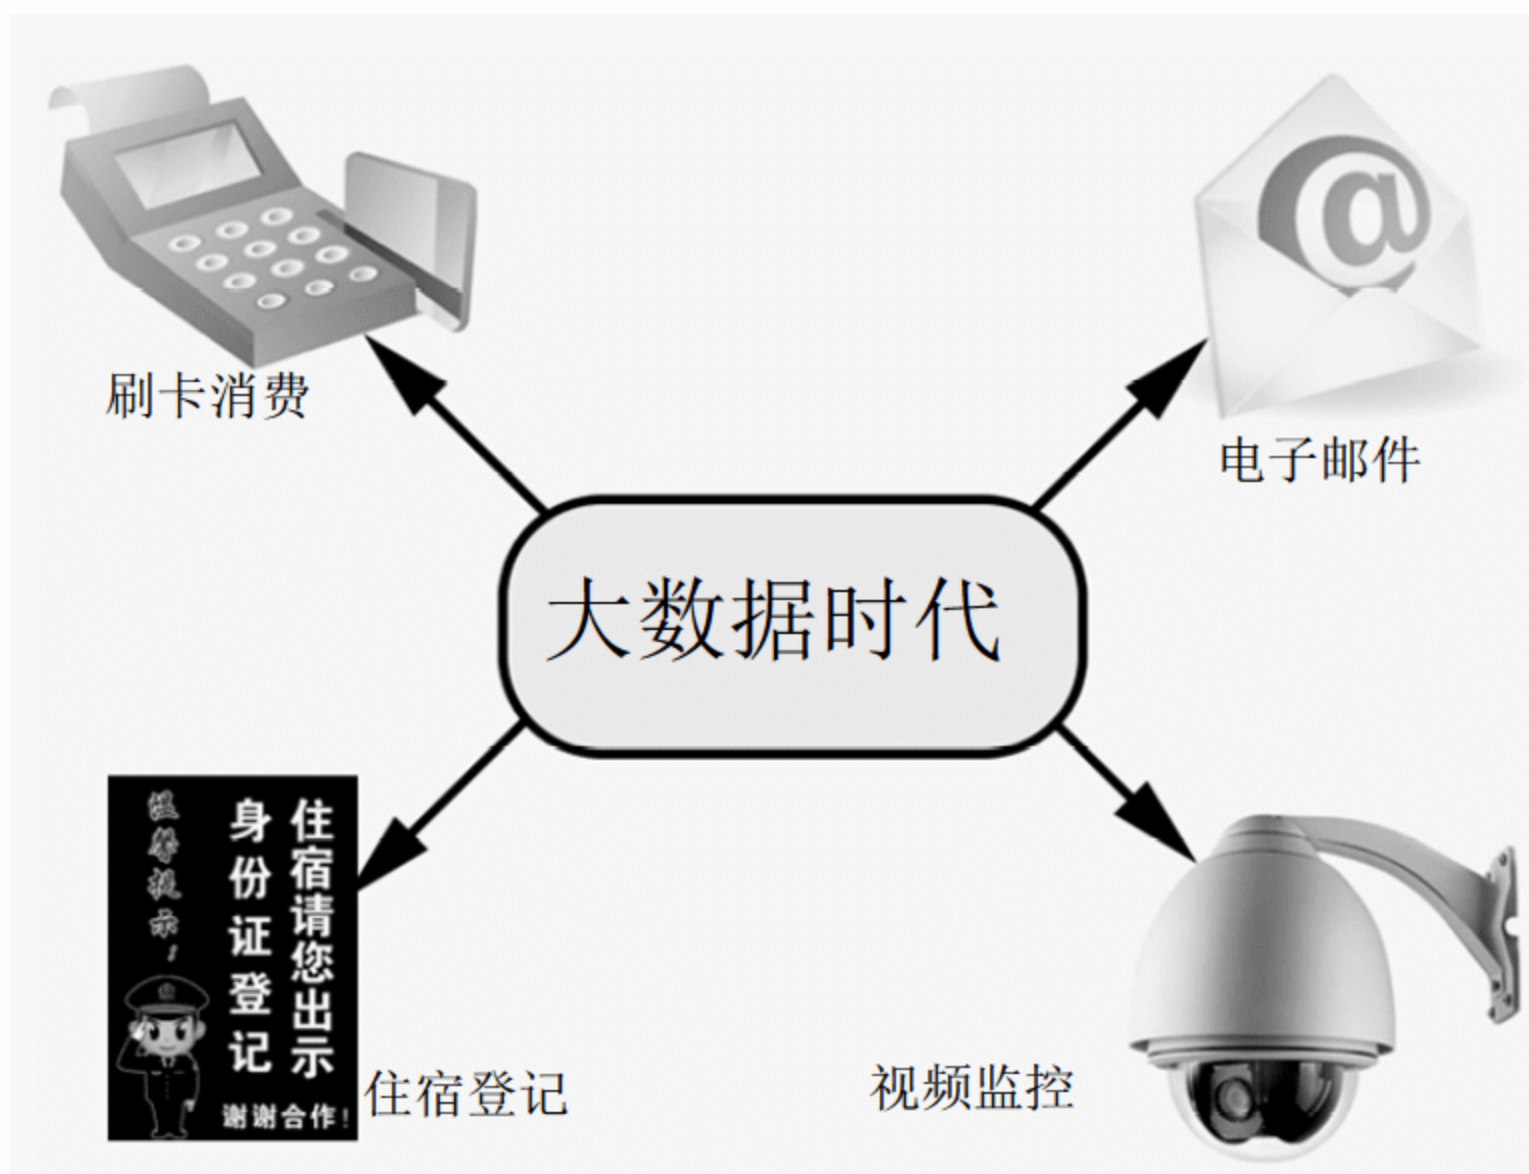 刷卡消费
@
电子邮件
大数据时代
住宿请您出示
身份证登记
温馨提示！
谢谢合作！
住宿登记
视频监控